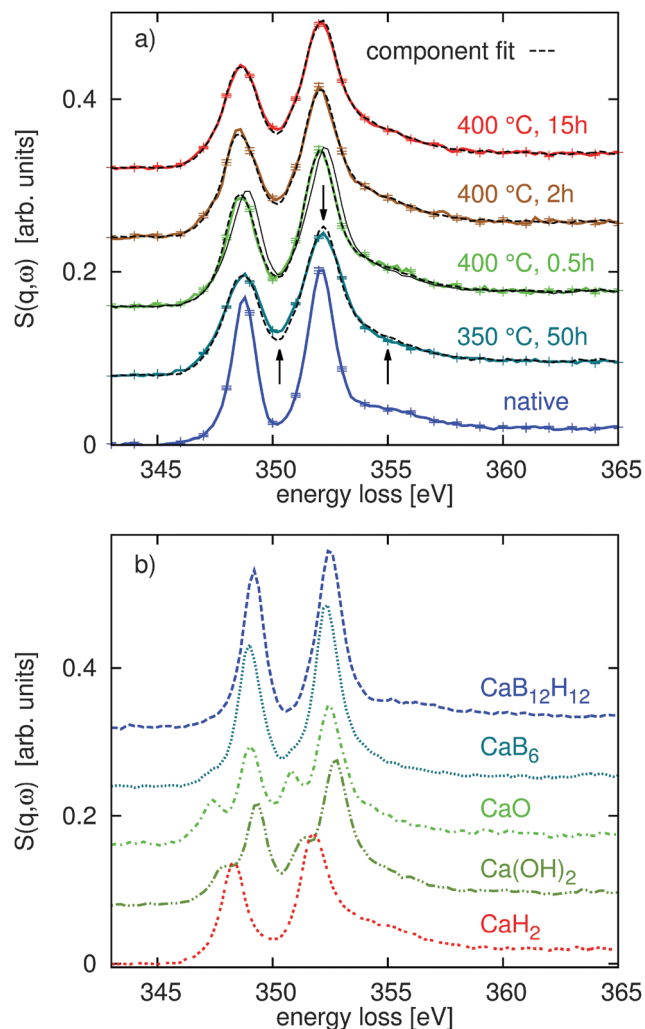 a)
component fit ---
0.4
400 °C, 15h
400 °C, 2h
S(q,ω) [arb. units]
0.2
400 °C, 0.5h
350 °C, 50h
native
0
345 350 355 360 365
energy loss [eV]
b)
0.4
CaB₁₂H₁₂
CaB₆
S(q,ω) [arb. units]
CaO
0.2
Ca(OH)₂
CaH₂
0
345 350 355 360 365
energy loss [eV]